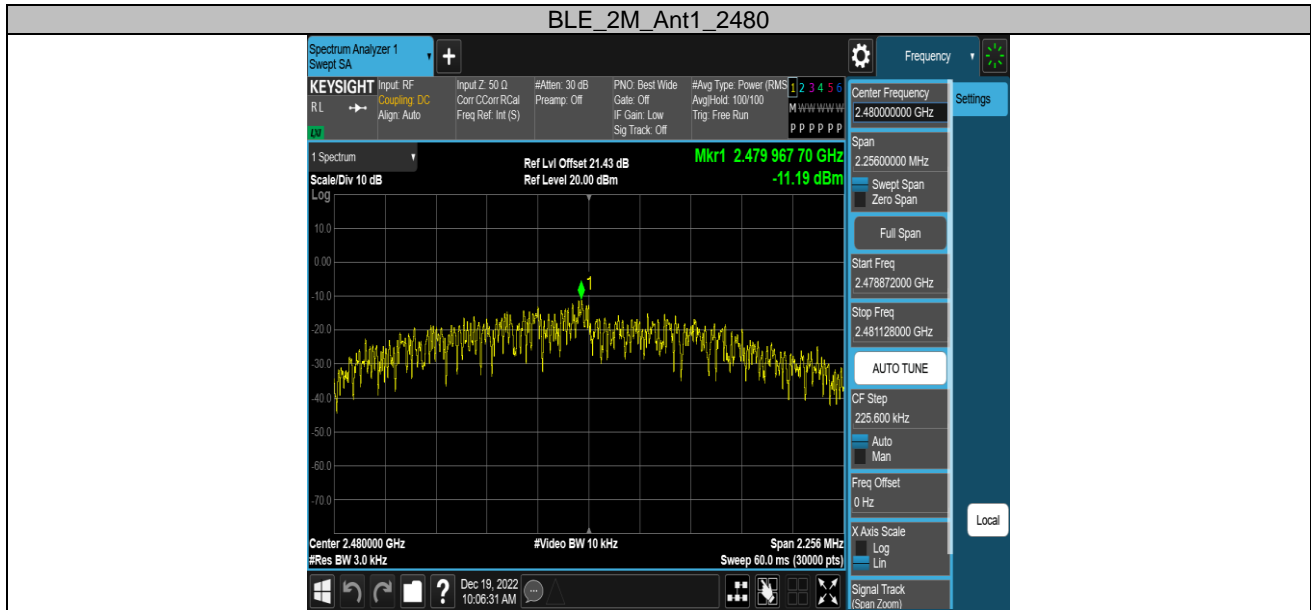 BLE_2M_Ant1_2480
Spectrum Analyzer 1
Swept SA
+
Frequency
KEYSIGHT
RL
LXI
Input: RF
Coupling: DC
Align: Auto
Input Z: 50 Ω
Corr CCorr RCal
Freq Ref: Int (S)
#Atten: 30 dB
Preamp: Off
PNO: Best Wide
Gate: Off
IF Gain: Low
Sig Track: Off
#Avg Type: Power (RMS
Avg|Hold: 100/100
Trig: Free Run
1 2 3 4 5 6
M W W W W W
P P P P P P
1 Spectrum
Scale/Div 10 dB
Ref Lvl Offset 21.43 dB
Ref Level 20.00 dBm
Mkr1 2.479 967 70 GHz
-11.19 dBm
Log
10.0
0.00
-10.0
-20.0
-30.0
-40.0
-50.0
-60.0
-70.0
1
Center 2.480000 GHz
#Res BW 3.0 kHz
#Video BW 10 kHz
Span 2.256 MHz
Sweep 60.0 ms (30000 pts)
Center Frequency
2.480000000 GHz
Settings
Span
2.25600000 MHz
Swept Span
Zero Span
Full Span
Start Freq
2.478872000 GHz
Stop Freq
2.481128000 GHz
AUTO TUNE
CF Step
225.600 kHz
Auto
Man
Freq Offset
0 Hz
X Axis Scale
Log
Lin
Local
Signal Track
(Span Zoom)
?
Dec 19, 2022
10:06:31 AM